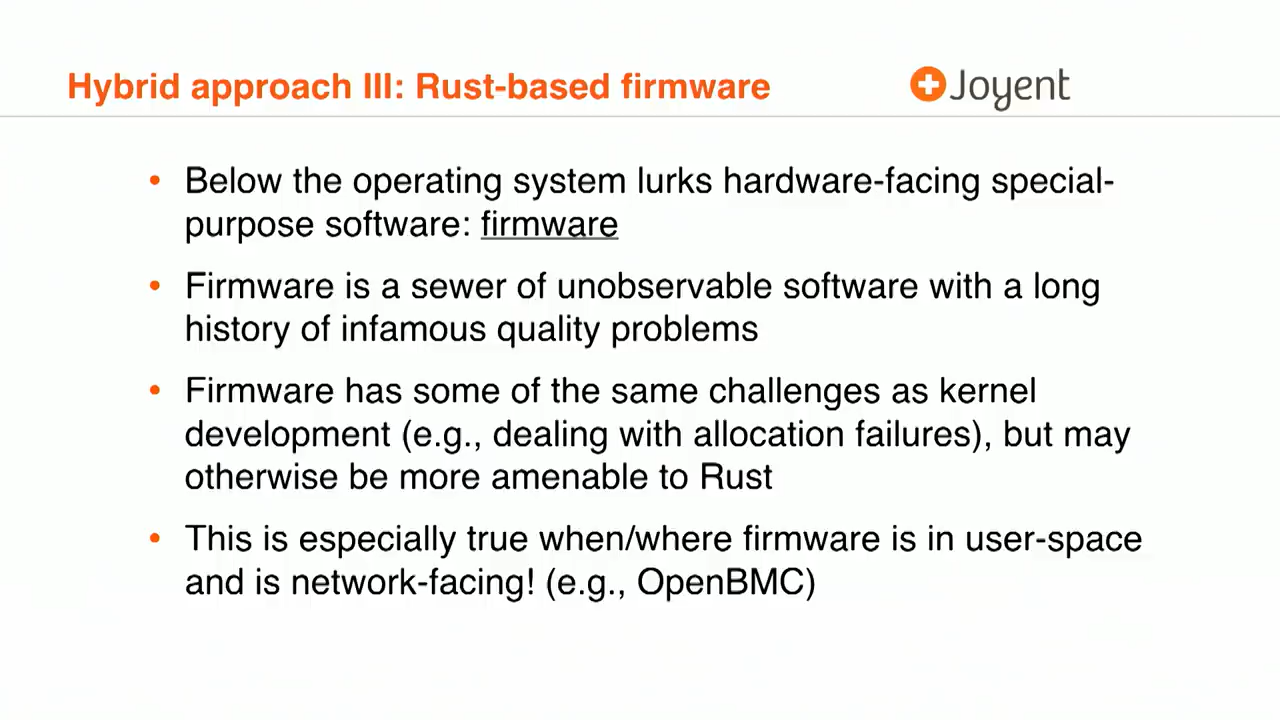 Hybrid approach III: Rust-based firmware
Joyent
• Below the operating system lurks hardware-facing special-
purpose software: firmware
• Firmware is a sewer of unobservable software with a long
history of infamous quality problems
• Firmware has some of the same challenges as kernel
development (e.g., dealing with allocation failures), but may
otherwise be more amenable to Rust
• This is especially true when/where firmware is in user-space
and is network-facing! (e.g., OpenBMC)